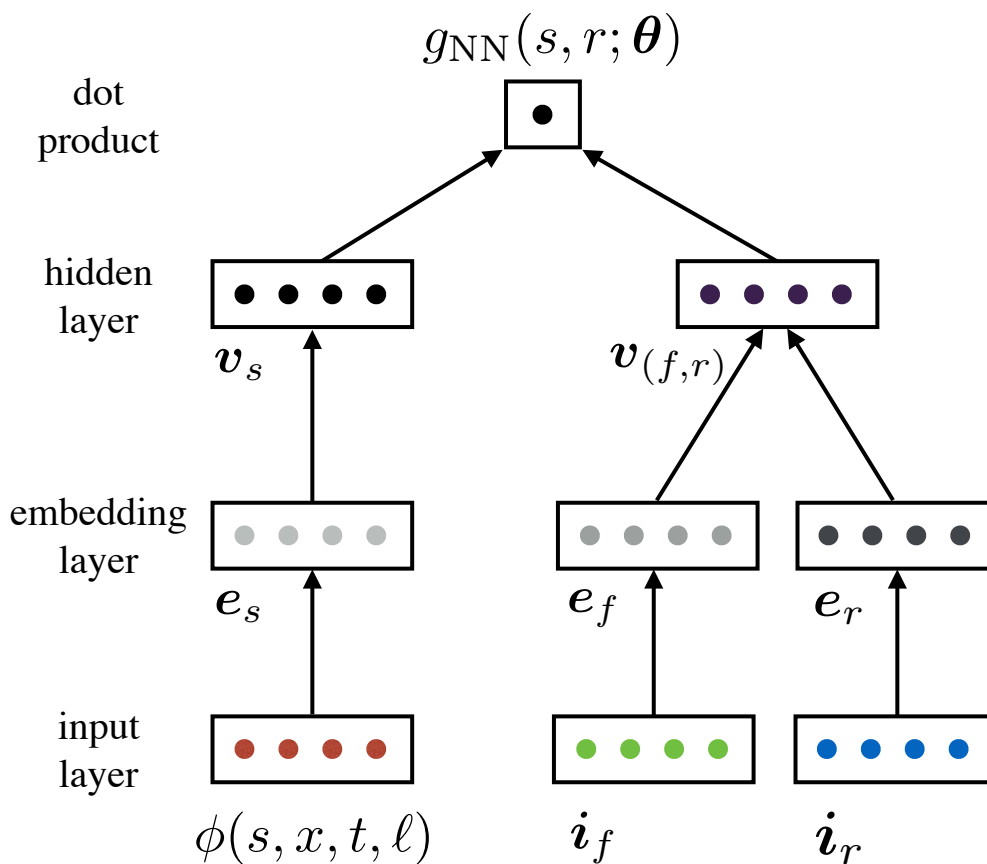 g_NN(s, r; θ)
dot
product
hidden
layer
v_s
v_(f,r)
embedding
layer
e_s
e_f
e_r
input
layer
ϕ(s, x, t, ℓ)
i_f
i_r